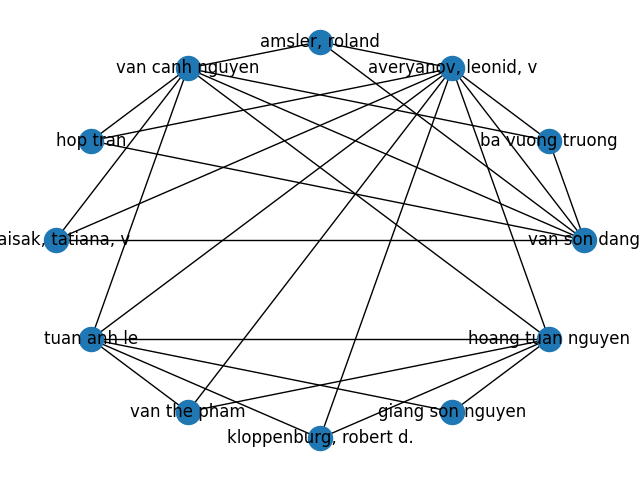 amsler, roland
van canh nguyen
averyanov, leonid, v
hop tran
ba vuong truong
aisak, tatiana, v
van son dang
tuan anh le
hoang tuan nguyen
van the pham
giang son nguyen
kloppenburg, robert d.